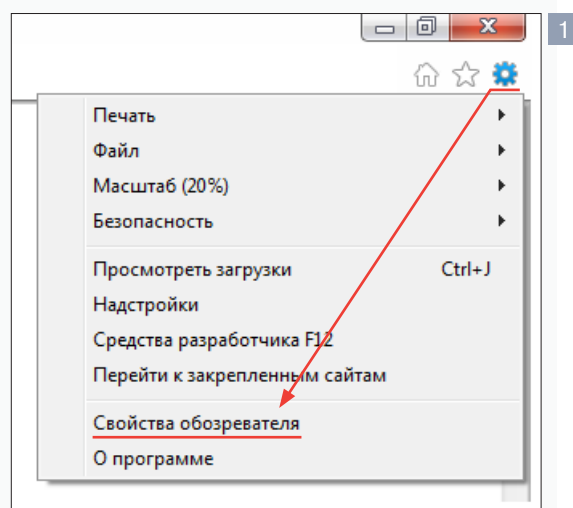 1
Печать
Файл
Масштаб (20%)
Безопасность
Просмотреть загрузки Ctrl+J
Надстройки
Средства разработчика F12
Перейти к закрепленным сайтам
Свойства обозревателя
О программе